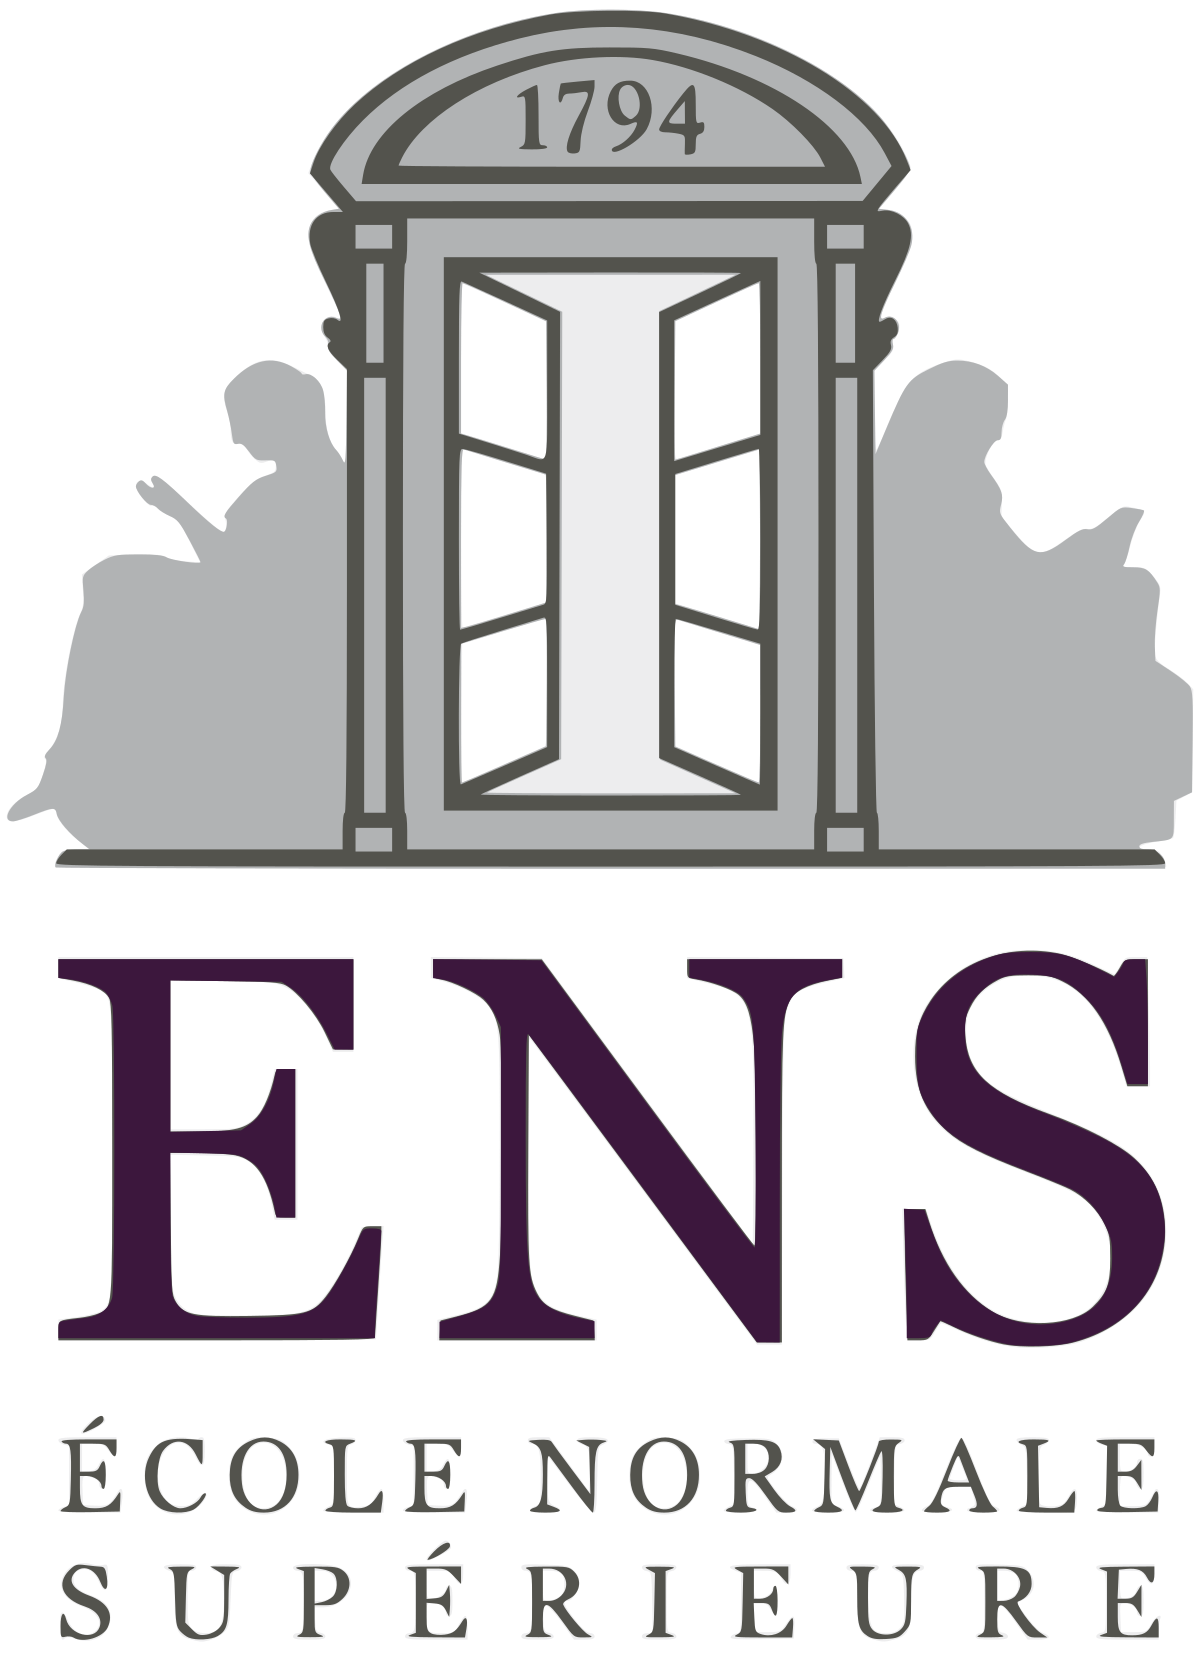 1794
ENS
ÉCOLE NORMALE
SUPÉRIEURE